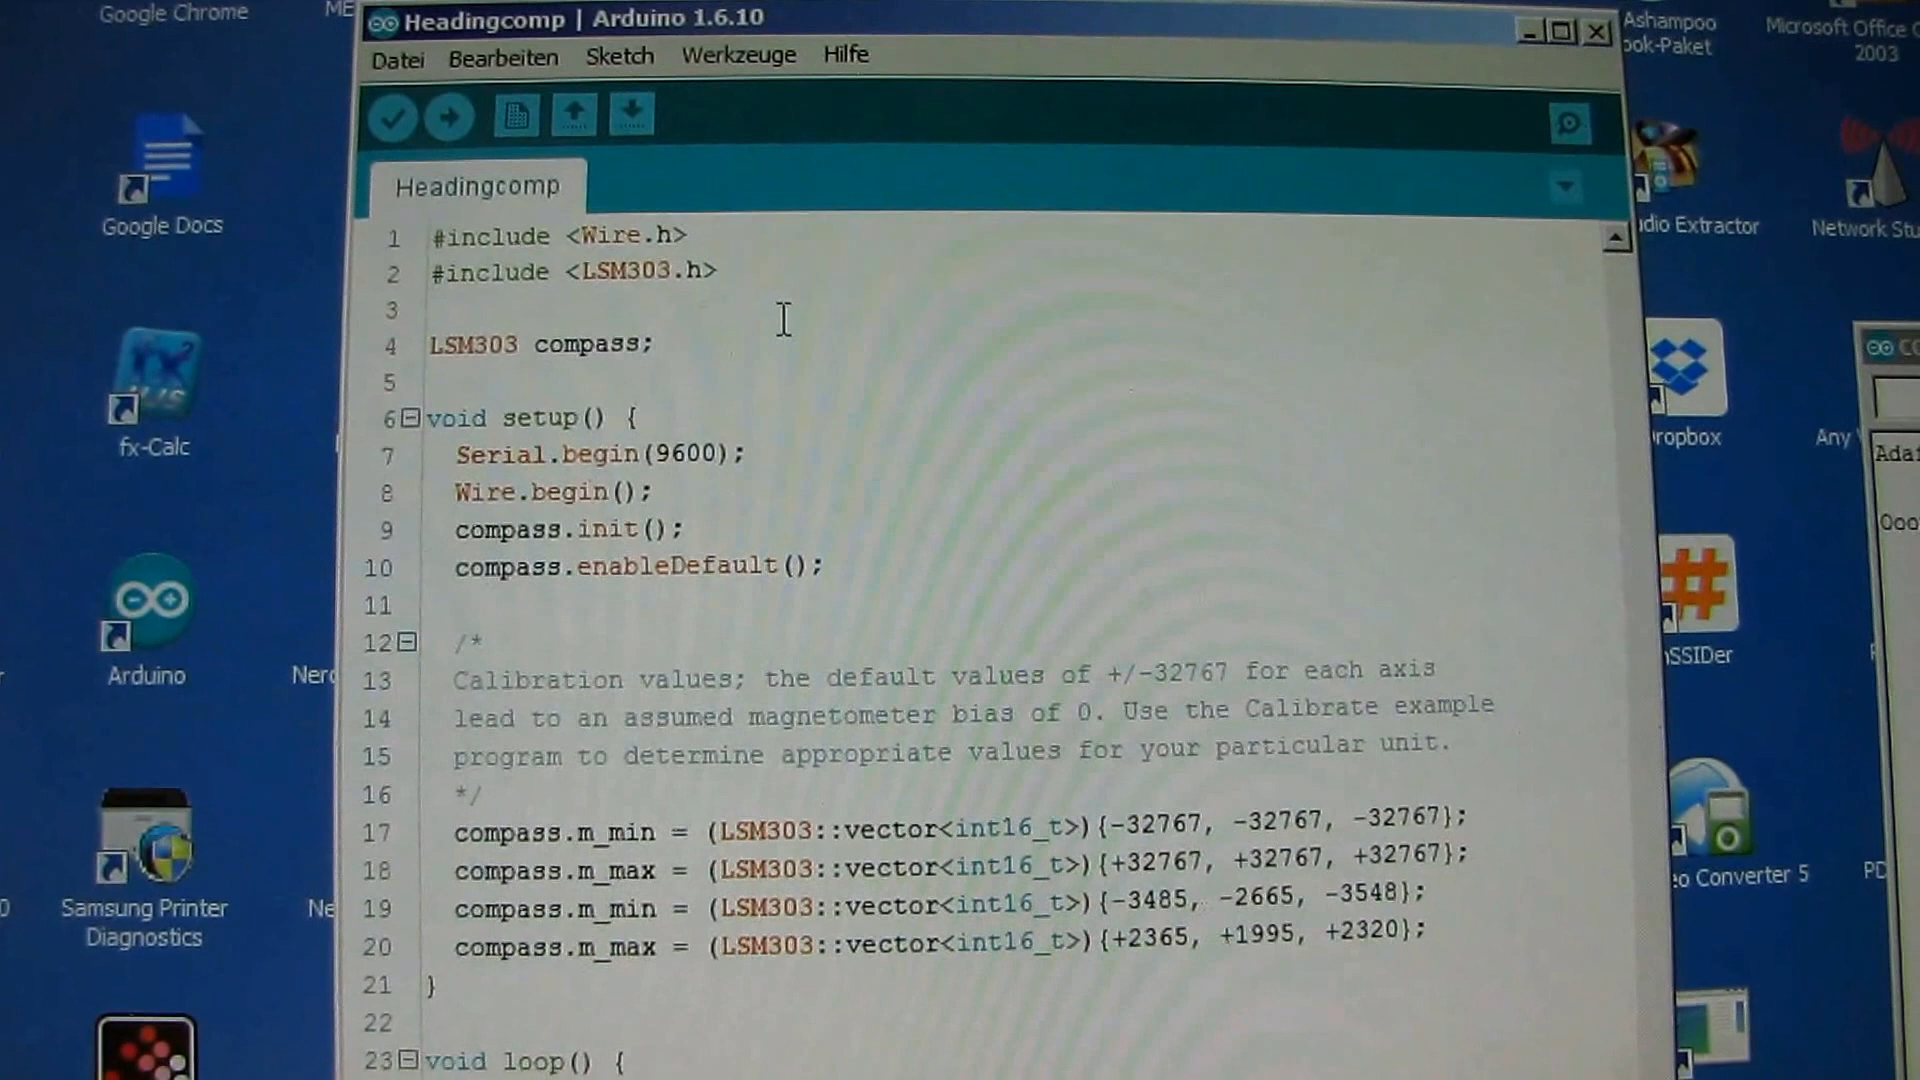 Google Chrome
Headingcomp | Arduino 1.6.10
Ashampoo
Microsoft Office
2003
Datei Bearbeiten Sketch Werkzeuge Hilfe
Headingcomp
Google Docs
fx-Calc
Arduino
Samsung Printer
Diagnostics
1 #include <Wire.h>
2 #include <LSM303.h>
3
4 LSM303 compass;
5
6 void setup() {
7 Serial.begin(9600);
8 Wire.begin();
9 compass.init();
10 compass.enableDefault();
11
12 /*
13 Calibration values; the default values of +/-32767 for each axis
14 lead to an assumed magnetometer bias of 0. Use the Calibrate example
15 program to determine appropriate values for your particular unit.
16 */
17 compass.m_min = (LSM303::vector<int16_t>){-32767, -32767, -32767};
18 compass.m_max = (LSM303::vector<int16_t>){+32767, +32767, +32767};
19 compass.m_min = (LSM303::vector<int16_t>){-3485, -2665, -3548};
20 compass.m_max = (LSM303::vector<int16_t>){+2365, +1995, +2320};
21 }
22
23 void loop() {
Extractor
Network
Any
Converter 5